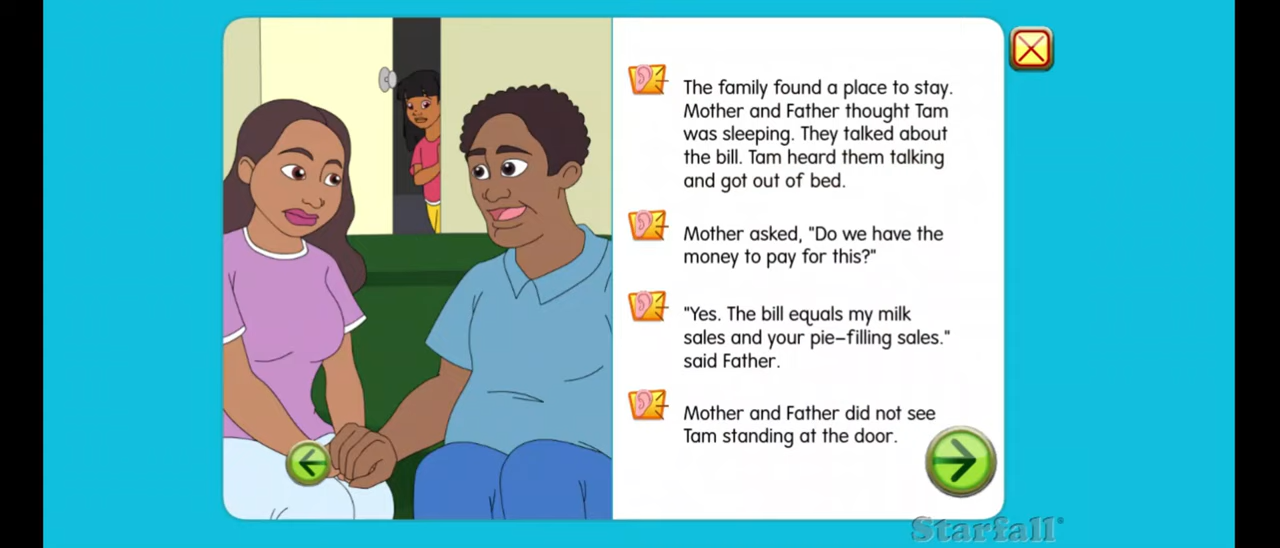 The family found a place to stay.
Mother and Father thought Tam
was sleeping. They talked about
the bill. Tam heard them talking
and got out of bed.
Mother asked, "Do we have the
money to pay for this?"
"Yes. The bill equals my milk
sales and your pie-filling sales."
said Father.
Mother and Father did not see
Tam standing at the door.
Starfall®